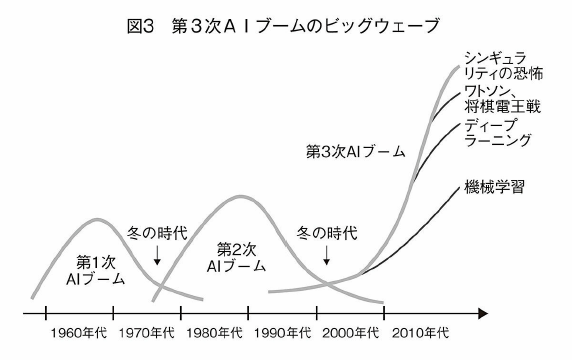 図3　第3次ＡＩブームのビッグウェーブ
シンギュラ
リティの恐怖
ワトソン、
将棋電王戦
ディープ
ラーニング
第3次AIブーム
機械学習
冬の時代
冬の時代
第1次
AIブーム
第2次
AIブーム
1960年代
1970年代
1980年代
1990年代
2000年代
2010年代